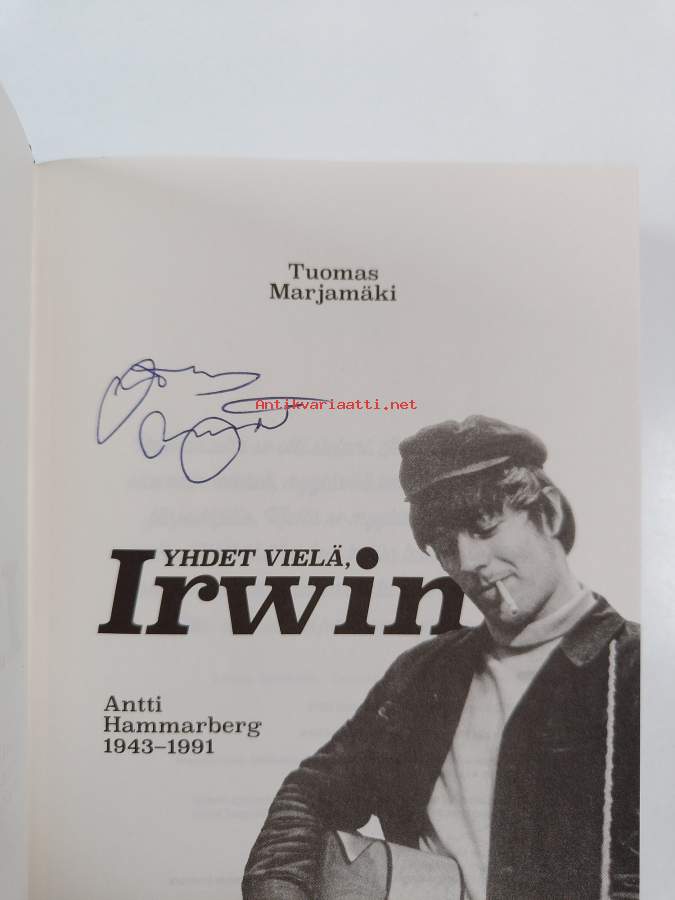 Tuomas
Marjamäki
Antikvariaatti.net
YHDET VIELÄ,
Irwin
Antti
Hammarberg
1943–1991